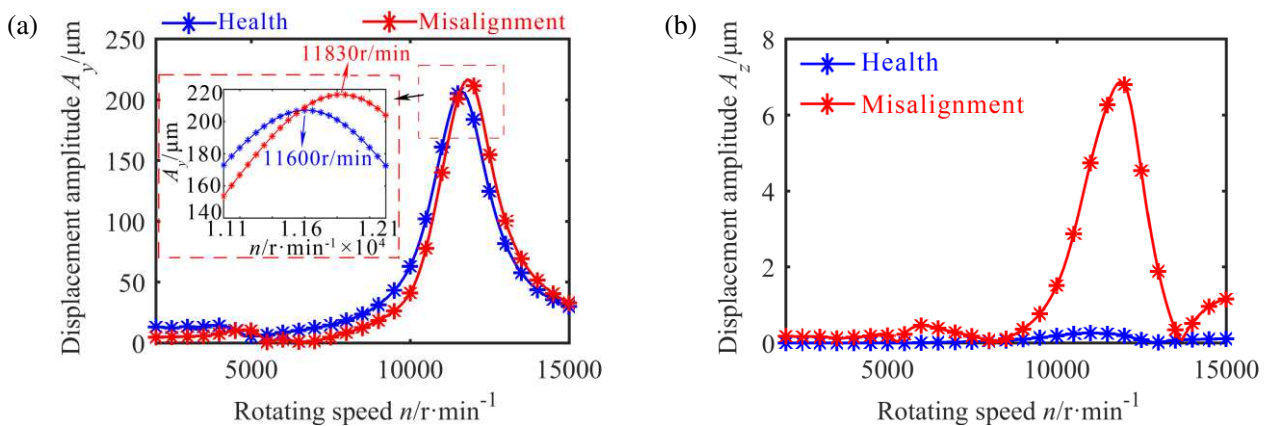 (a)
Health
Misalignment
Displacement amplitude A_y/μm
250
200
150
100
50
0
5000
10000
15000
Rotating speed n/r·min⁻¹
11830r/min
11600r/min
A_y/μm
220
200
180
160
140
1.11
1.16
1.21
n/r·min⁻¹×10⁴
(b)
Health
Misalignment
Displacement amplitude A_z/μm
8
6
4
2
0
5000
10000
15000
Rotating speed n/r·min⁻¹